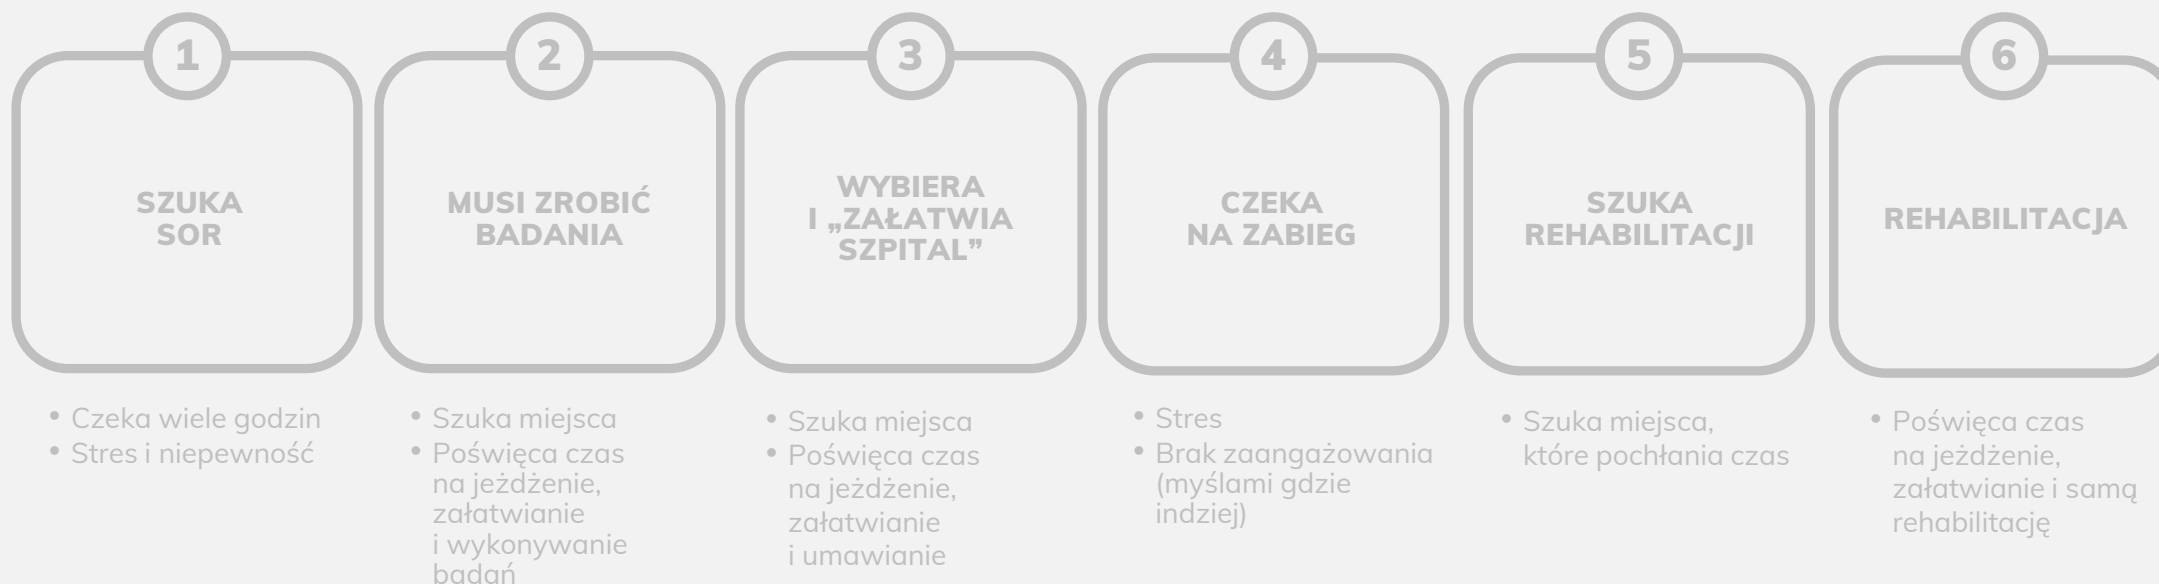 1
SZUKA
SOR
• Czeka wiele godzin
• Stres i niepewność
2
MUSI ZROBIĆ
BADANIA
• Szuka miejsca
• Poświęca czas
na jeżdżenie,
załatwianie
i wykonywanie
badań
3
WYBIERA
I „ZAŁATWIA
SZPITAL”
• Szuka miejsca
• Poświęca czas
na jeżdżenie,
załatwianie
i umawianie
4
CZEKA
NA ZABIEG
• Stres
• Brak zaangażowania
(myślami gdzie
indziej)
5
SZUKA
REHABILITACJI
• Szuka miejsca,
które pochłania czas
6
REHABILITACJA
• Poświęca czas
na jeżdżenie,
załatwianie i samą
rehabilitację